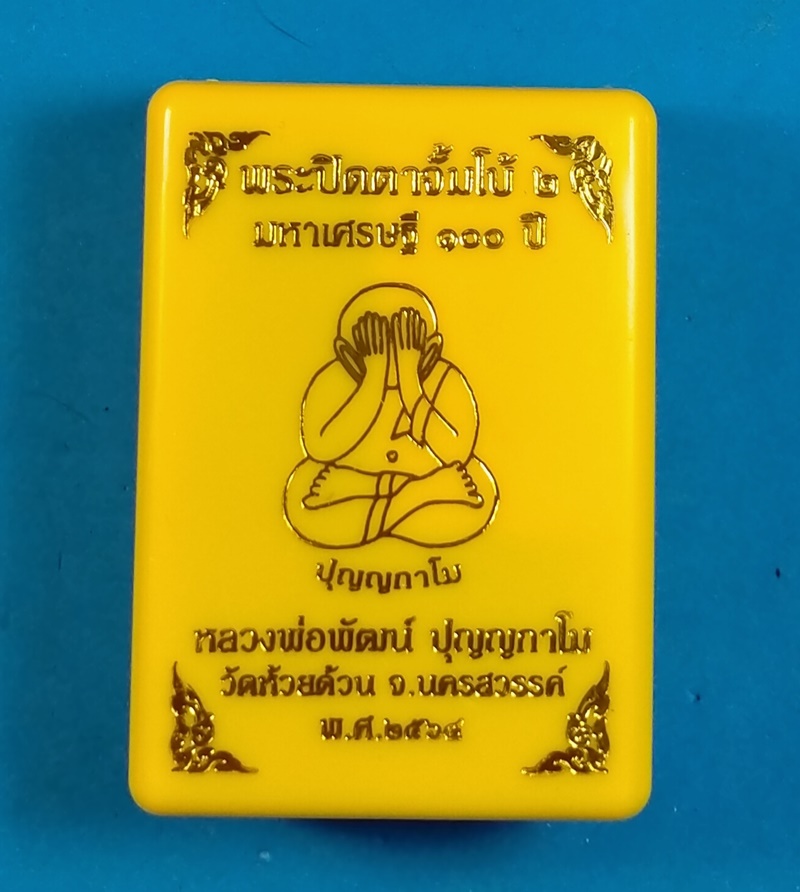 พระปิดตาจั้มโบ้ ๒
มหาเศรษฐี ๑๐๐ ปี
ปุญญกาโม
หลวงพ่อพัฒน์ ปุญญกาโม
วัดห้วยด้วน จ.นครสวรรค์
พ.ศ.๒๕๖๔